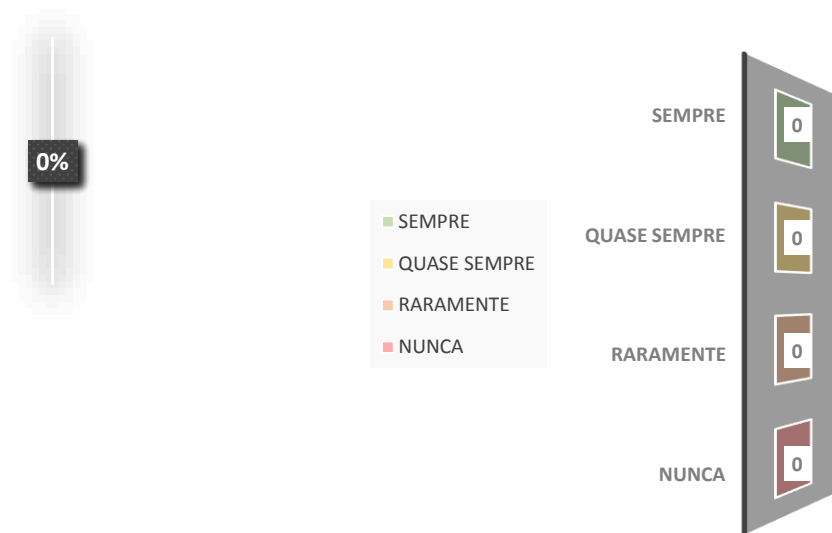 0%
SEMPRE
QUASE SEMPRE
RARAMENTE
NUNCA
SEMPRE
0
QUASE SEMPRE
0
RARAMENTE
0
NUNCA
0